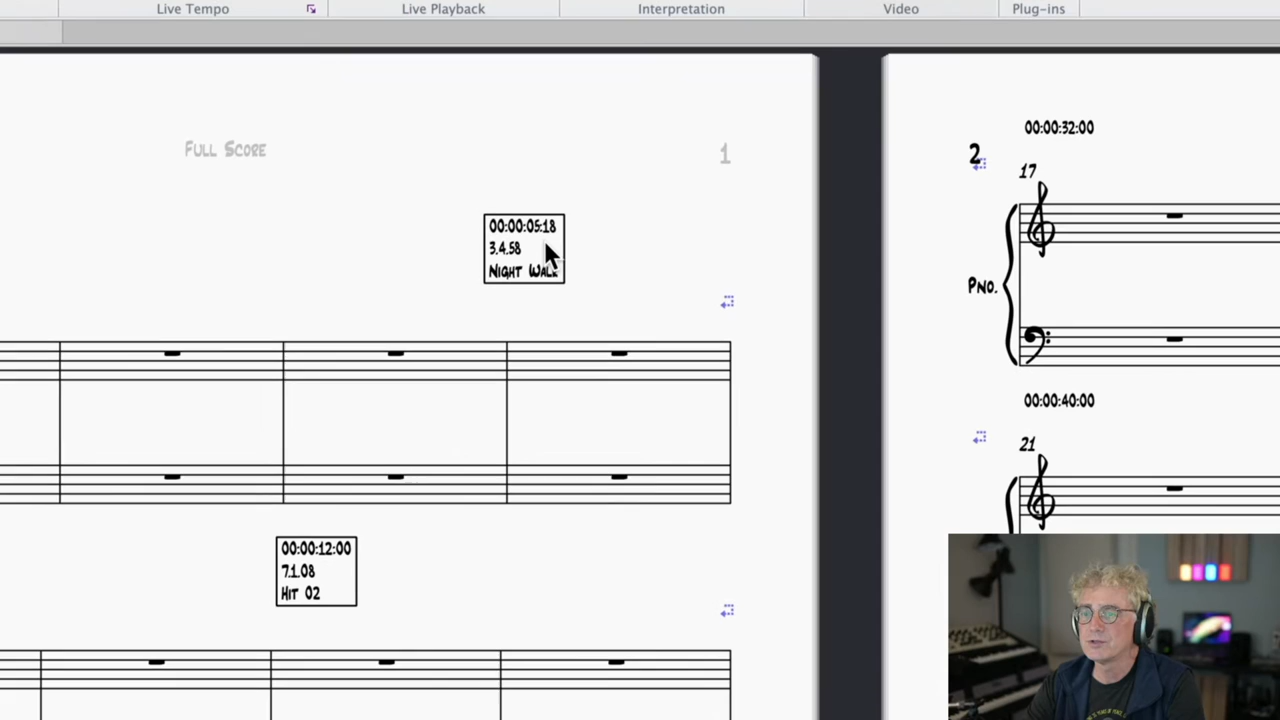 Live Tempo
Live Playback
Interpretation
Video
Plug-ins
Full Score
1
00:00:05:18
3.4.58
Night Walk
00:00:12:00
7.1.08
Hit 02
00:00:32:00
2
17
Pno.
00:00:40:00
21